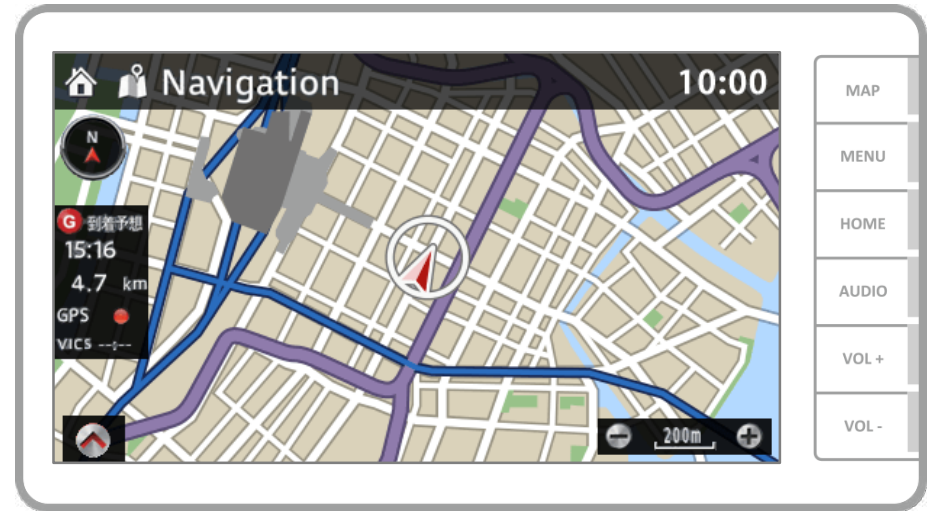 Navigation
10:00
N
G 到着予想
15:16
4.7 km
GPS
VICS --:--
200m
MAP
MENU
HOME
AUDIO
VOL +
VOL -